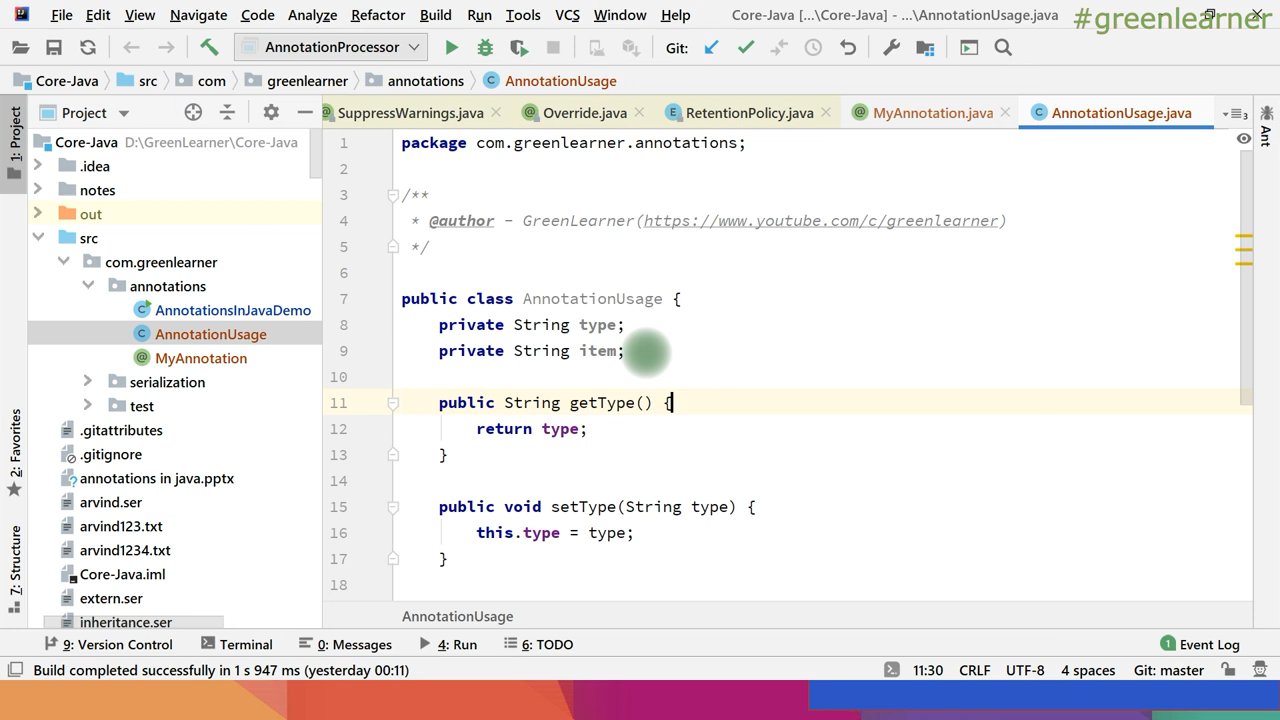 File Edit View Navigate Code Analyze Refactor Build Run Tools VCS Window Help Core-Java [...\Core-Java] - ...\AnnotationUsage.java
#greenlearner
AnnotationProcessor Git:
Core-Java src com greenlearner annotations AnnotationUsage
1: Project
Project
SuppressWarnings.java Override.java RetentionPolicy.java MyAnnotation.java AnnotationUsage.java
Ant
Core-Java D:\GreenLearner\Core-Java
.idea
notes
out
src
com.greenlearner
annotations
AnnotationsInJavaDemo
AnnotationUsage
MyAnnotation
serialization
test
.gitattributes
.gitignore
annotations in java.pptx
arvind.ser
arvind123.txt
arvind1234.txt
Core-Java.iml
extern.ser
inheritance.ser
2: Favorites
7: Structure
1 package com.greenlearner.annotations;
2
3 /**
4 * @author - GreenLearner(https://www.youtube.com/c/greenlearner)
5 */
6
7 public class AnnotationUsage {
8 private String type;
9 private String item;
10
11 public String getType() {
12 return type;
13 }
14
15 public void setType(String type) {
16 this.type = type;
17 }
18
AnnotationUsage
9: Version Control Terminal 0: Messages 4: Run 6: TODO 1 Event Log
Build completed successfully in 1 s 947 ms (yesterday 00:11) 11:30 CRLF UTF-8 4 spaces Git: master